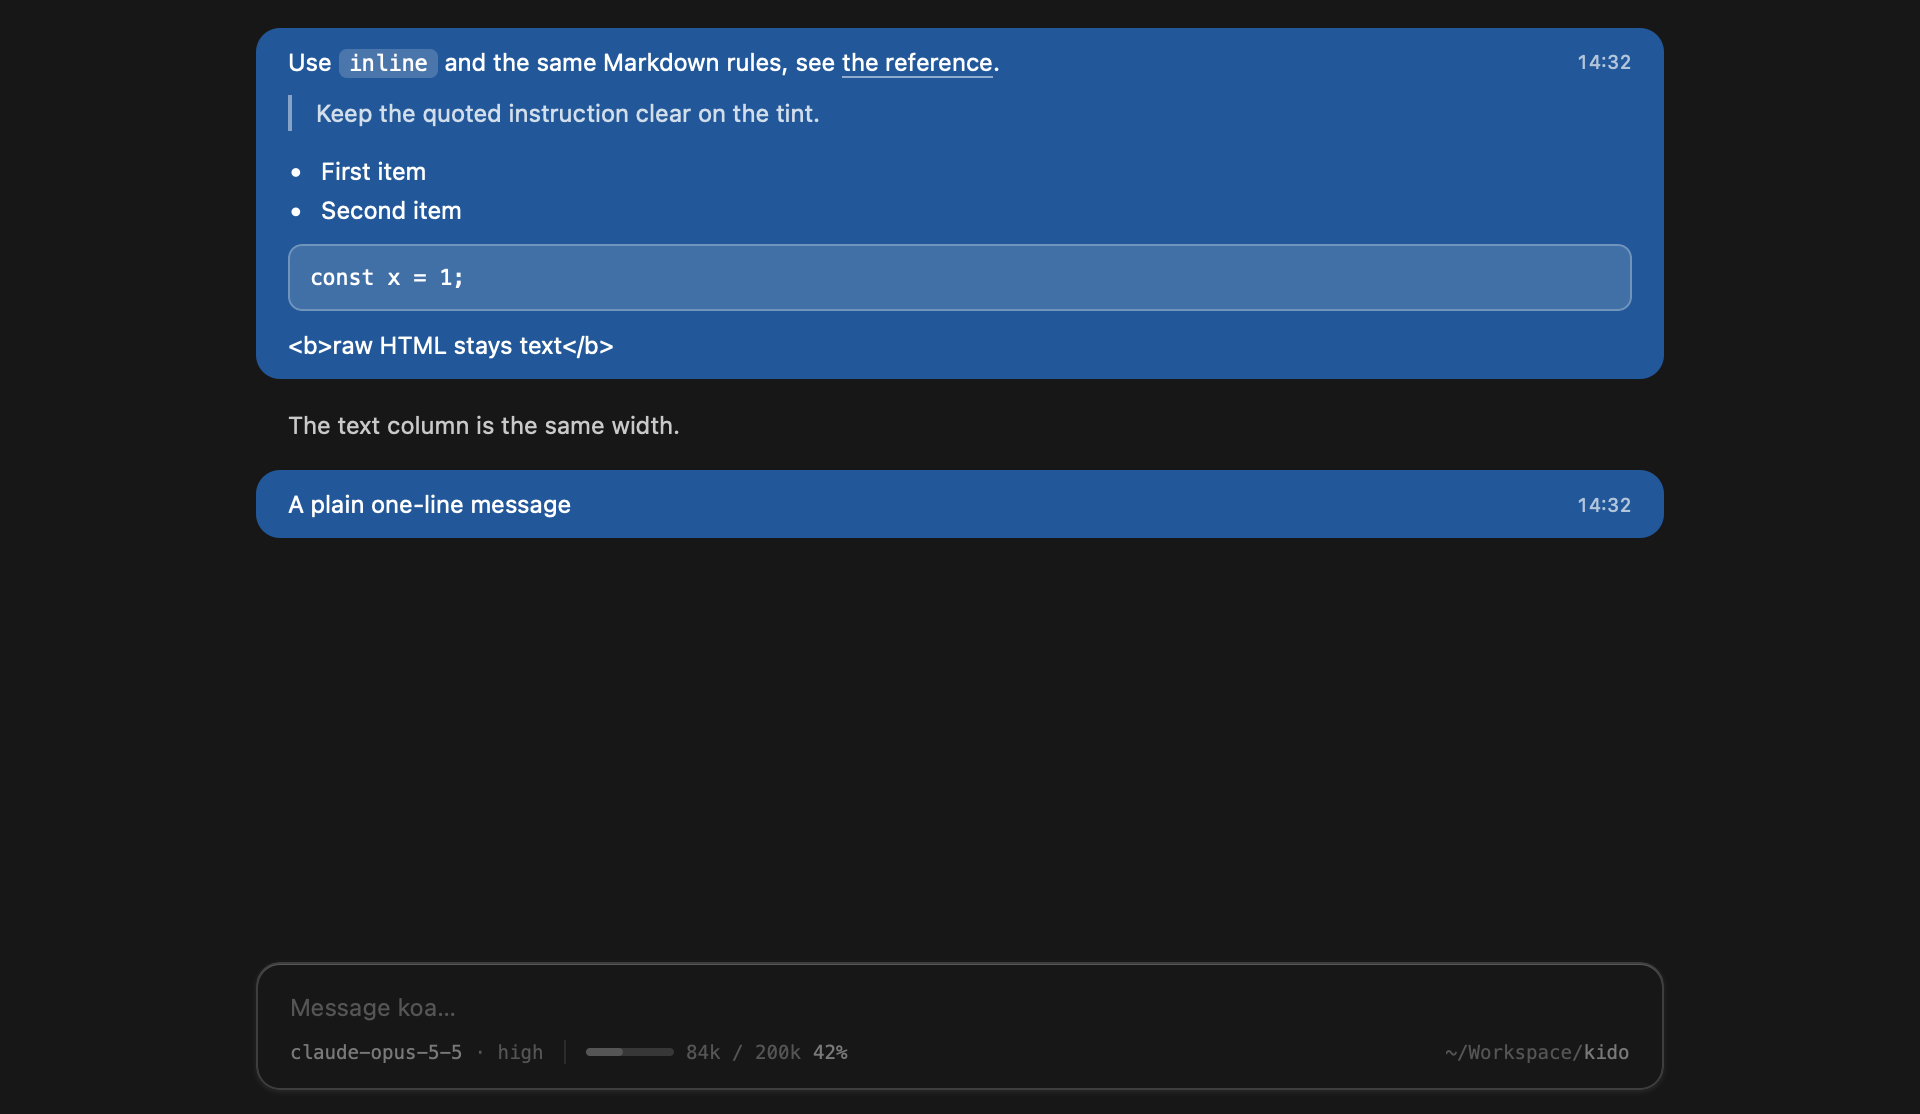 Use inline and the same Markdown rules, see the reference. 14:32
Keep the quoted instruction clear on the tint.
• First item
• Second item
const x = 1;
<b>raw HTML stays text</b>
The text column is the same width.
A plain one-line message 14:32
Message koa...
claude-opus-5-5 · high 84k / 200k 42% ~/Workspace/kido